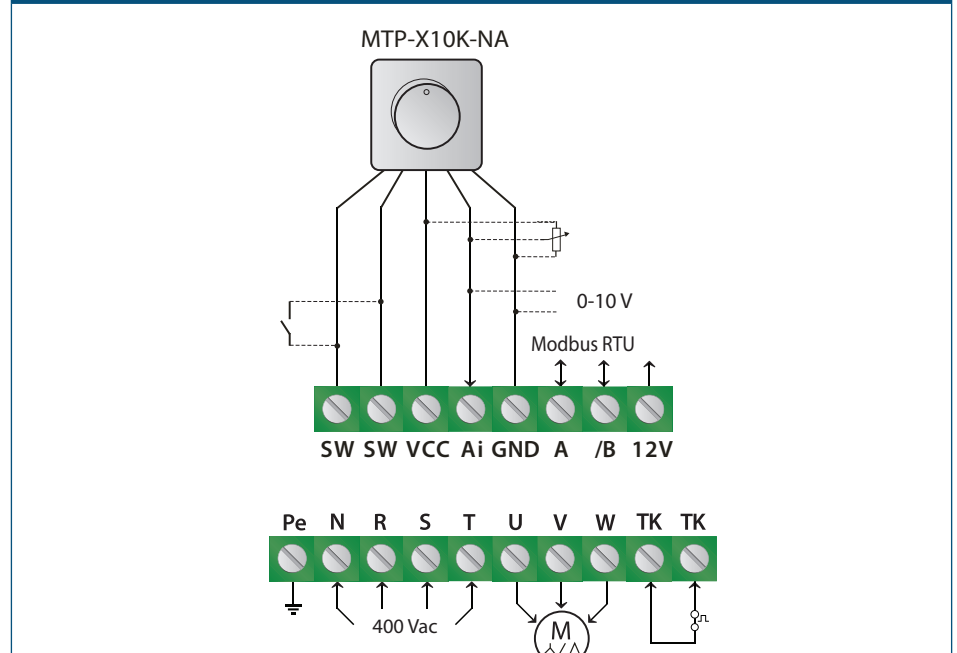 MTP-X10K-NA
0-10 V
Modbus RTU
SW SW VCC Ai GND A /B 12V
Pe N R S T U V W TK TK
400 Vac
M